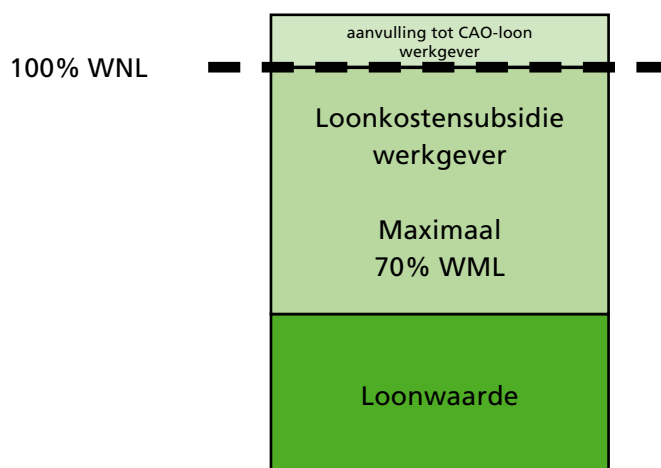 aanvulling tot CAO-loon
werkgever
100% WNL
Loonkostensubsidie
werkgever
Maximaal
70% WML
Loonwaarde